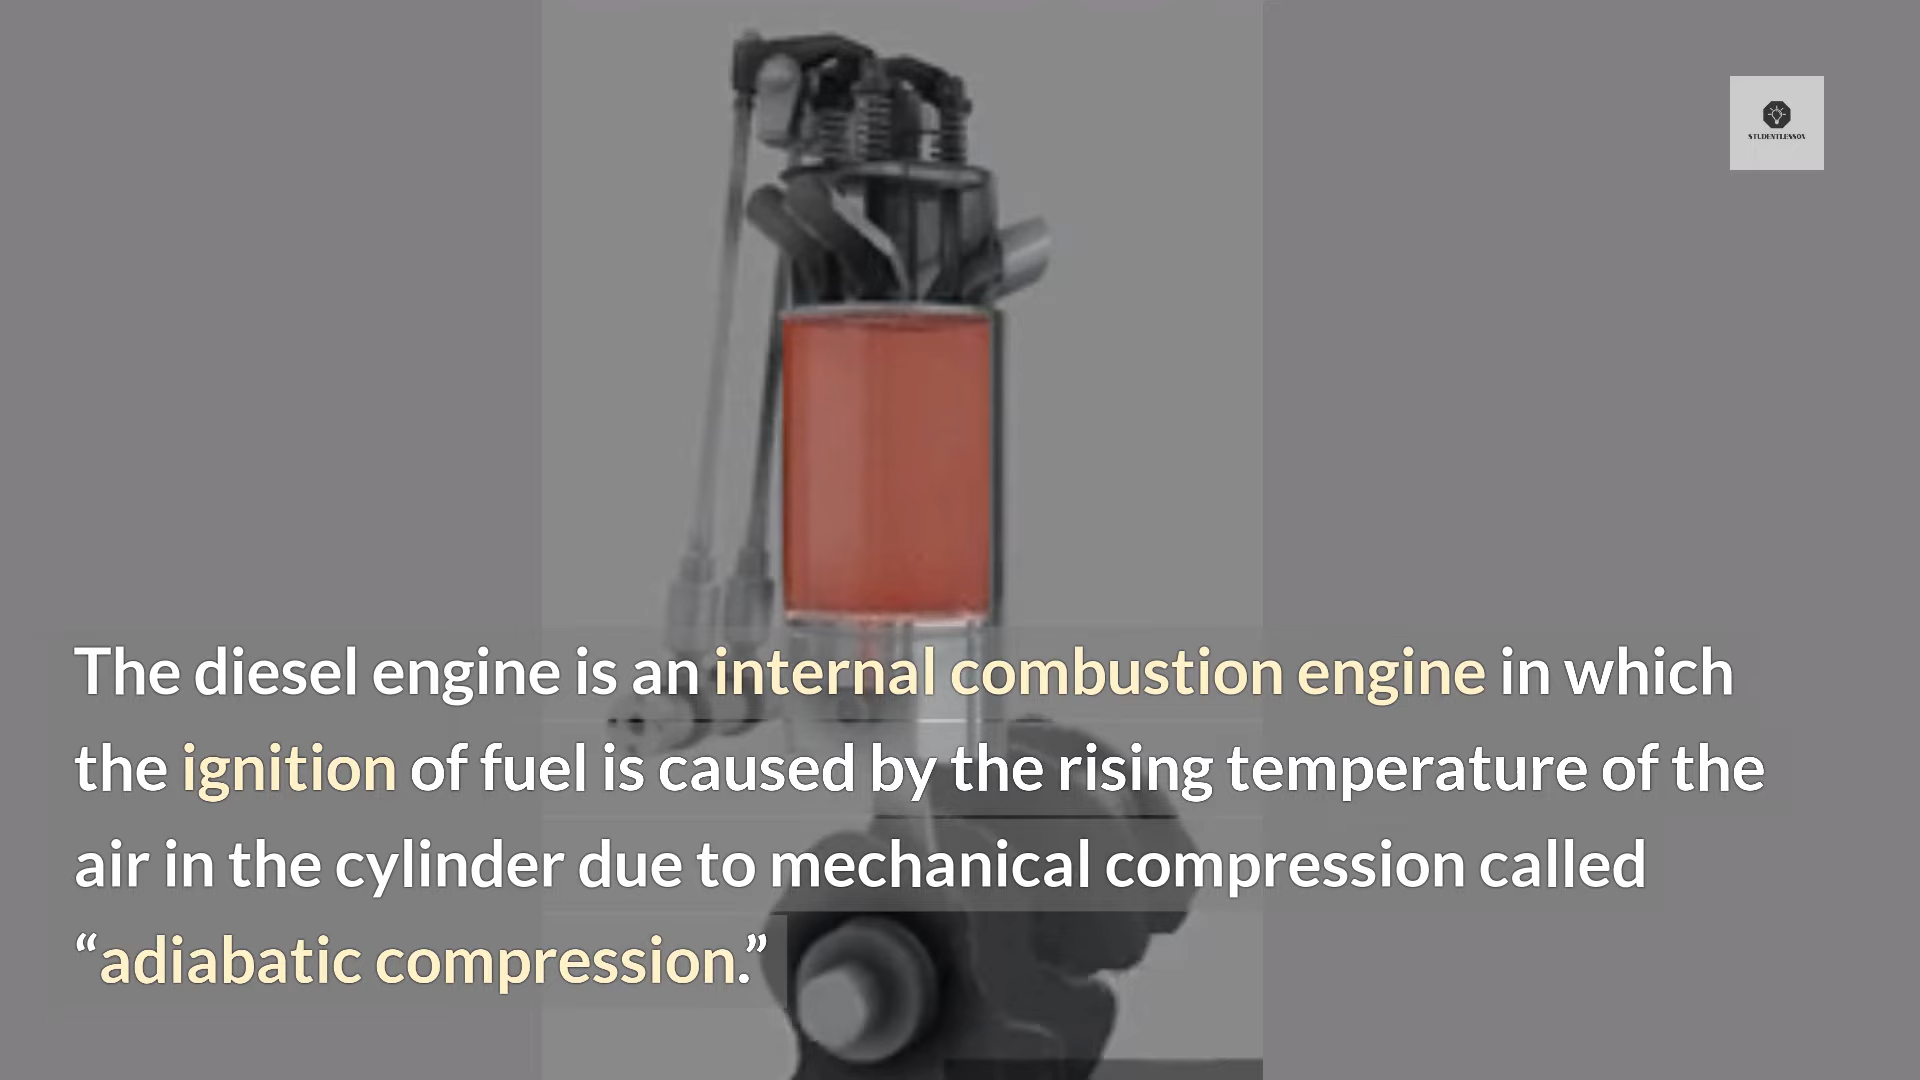 STUDENTLESSON
The diesel engine is an internal combustion engine in which
the ignition of fuel is caused by the rising temperature of the
air in the cylinder due to mechanical compression called
“adiabatic compression.”